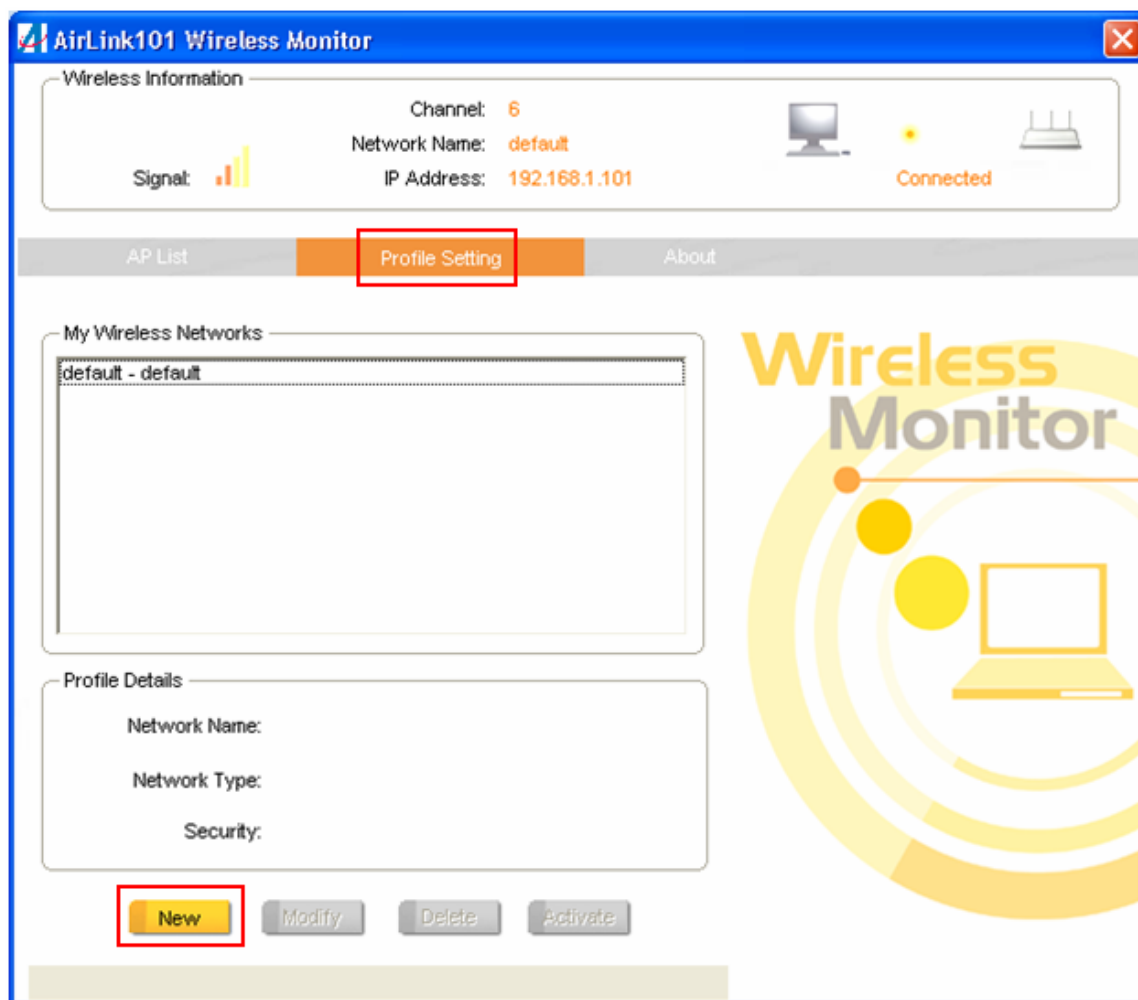 AirLink101 Wireless Monitor
Wireless Information
Channel: 6
Network Name: default
Signal: IP Address: 192.168.1.101 Connected
AP List Profile Setting About
My Wireless Networks
default - default
Wireless
Monitor
Profile Details
Network Name:
Network Type:
Security:
New Modify Delete Activate